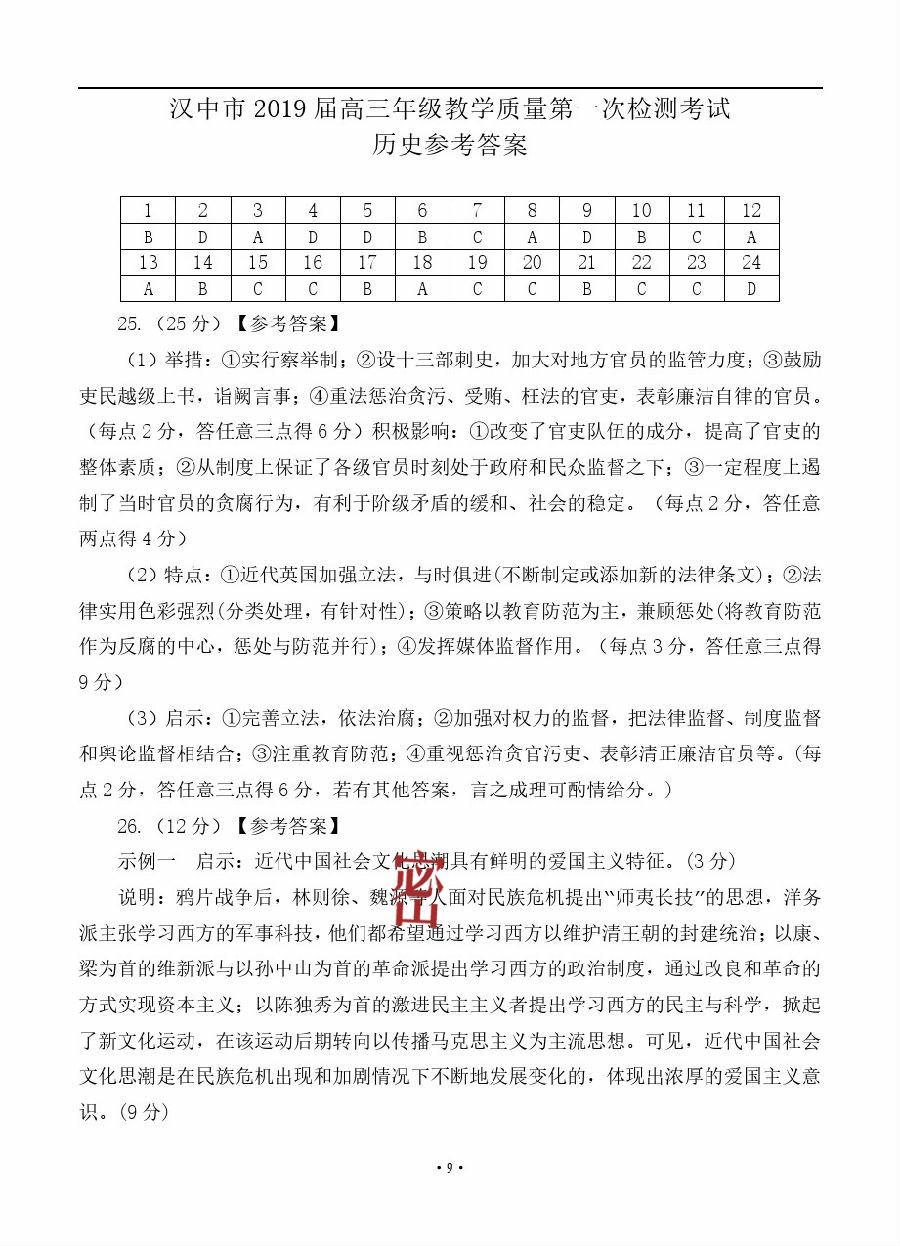 汉中市 2019 届高三年级教学质量第一次检测考试
历史参考答案
1 2 3 4 5 6 7 8 9 10 11 12
B D A D D B C A D B C A
13 14 15 16 17 18 19 20 21 22 23 24
A B C C B A C C B C C D
25.（25 分）【参考答案】
（1）举措：①实行察举制；②设十三部刺史，加大对地方官员的监管力度；③鼓励
吏民越级上书，诣阙言事；④重法惩治贪污、受贿、枉法的官吏，表彰廉洁自律的官员。
（每点 2 分，答任意三点得 6 分）积极影响：①改变了官吏队伍的成分，提高了官吏的
整体素质；②从制度上保证了各级官员时刻处于政府和民众监督之下；③一定程度上遏
制了当时官员的贪腐行为，有利于阶级矛盾的缓和、社会的稳定。（每点 2 分，答任意
两点得 4 分）
（2）特点：①近代英国加强立法，与时俱进(不断制定或添加新的法律条文)；②法
律实用色彩强烈(分类处理，有针对性)；③策略以教育防范为主，兼顾惩处(将教育防范
作为反腐的中心，惩处与防范并行)；④发挥媒体监督作用。（每点 3 分，答任意三点得
9 分）
（3）启示：①完善立法，依法治腐；②加强对权力的监督，把法律监督、制度监督
和舆论监督相结合；③注重教育防范；④重视惩治贪官污吏、表彰清正廉洁官员等。(每
点 2 分，答任意三点得 6 分，若有其他答案，言之成理可酌情给分。)
26.（12 分）【参考答案】
示例一 启示：近代中国社会文化思潮具有鲜明的爱国主义特征。(3 分)
说明：鸦片战争后，林则徐、魏源等人面对民族危机提出“师夷长技”的思想，洋务
派主张学习西方的军事科技，他们都希望通过学习西方以维护清王朝的封建统治；以康、
梁为首的维新派与以孙中山为首的革命派提出学习西方的政治制度，通过改良和革命的
方式实现资本主义；以陈独秀为首的激进民主主义者提出学习西方的民主与科学，掀起
了新文化运动，在该运动后期转向以传播马克思主义为主流思想。可见，近代中国社会
文化思潮是在民族危机出现和加剧情况下不断地发展变化的，体现出浓厚的爱国主义意
识。(9 分)
密
·9·